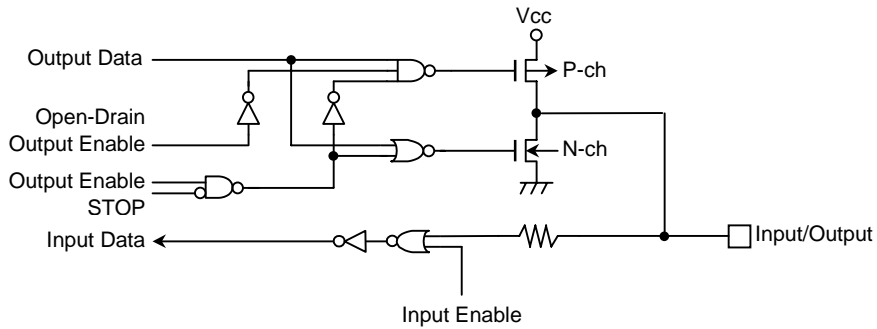 Vcc
Output Data
P-ch
Open-Drain
Output Enable
N-ch
Output Enable
STOP
Input Data
Input/Output
Input Enable